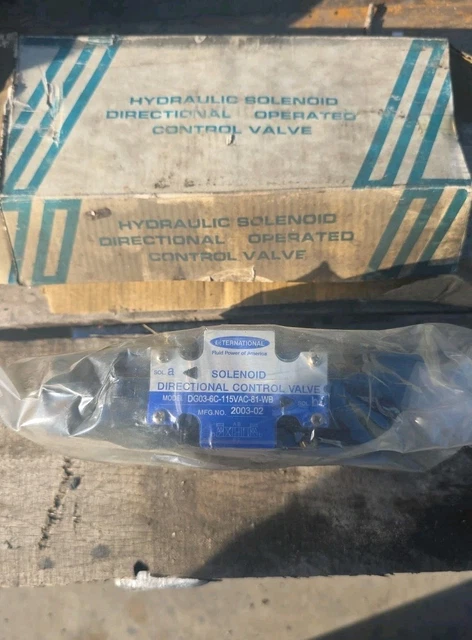 HYDRAULIC SOLENOID
DIRECTIONAL OPERATED
CONTROL VALVE
HYDRAULIC SOLENOID
DIRECTIONAL OPERATED
CONTROL VALVE
INTERNATIONAL
Fluid Power of America
SOL a
SOLENOID
DIRECTIONAL CONTROL VALVE
MODEL DG03-6C-115VAC-81-WB
MFG.NO. 2003-02